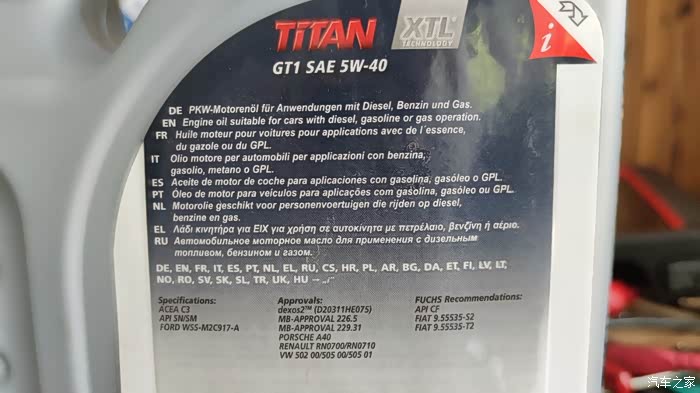 TITAN XTL®
TECHNOLOGY
GT1 SAE 5W-40
i
DE PKW-Motorenöl für Anwendungen mit Diesel, Benzin und Gas.
EN Engine oil suitable for cars with diesel, gasoline or gas operation.
FR Huile moteur pour voitures pour applications avec de l´essence,
du gazole ou du GPL.
IT Olio motore per automobili per applicazioni con benzina,
gasolio, metano o GPL.
ES Aceite de motor de coche para aplicaciones con gasolina, gasóleo o GPL.
PT Óleo de motor para veículos para aplicações com gasolina, gasóleo ou GPL.
NL Motorolie geschikt voor personenvoertuigen die rijden op diesel,
benzine en gas.
EL Λάδι κινητήρα για ΕΙΧ για χρήση σε αυτοκίνητα με πετρέλαιο, βενζίνη ή αέριο.
RU Автомобильное моторное масло для применения с дизельным
топливом, бензином и газом.
DE, EN, FR, IT, ES, PT, NL, EL, RU, CS, HR, PL, AR, BG, DA, ET, FI, LV, LT,
NO, RO, SV, SK, SL, TR, UK, HU → „i“
Specifications:
ACEA C3
API SN/SM
FORD WSS-M2C917-A
Approvals:
dexos2™ (D20311HE075)
MB-APPROVAL 226.5
MB-APPROVAL 229.31
PORSCHE A40
RENAULT RN0700/RN0710
VW 502 00/505 00/505 01
FUCHS Recommendations:
API CF
FIAT 9.55535-S2
FIAT 9.55535-T2
汽车之家